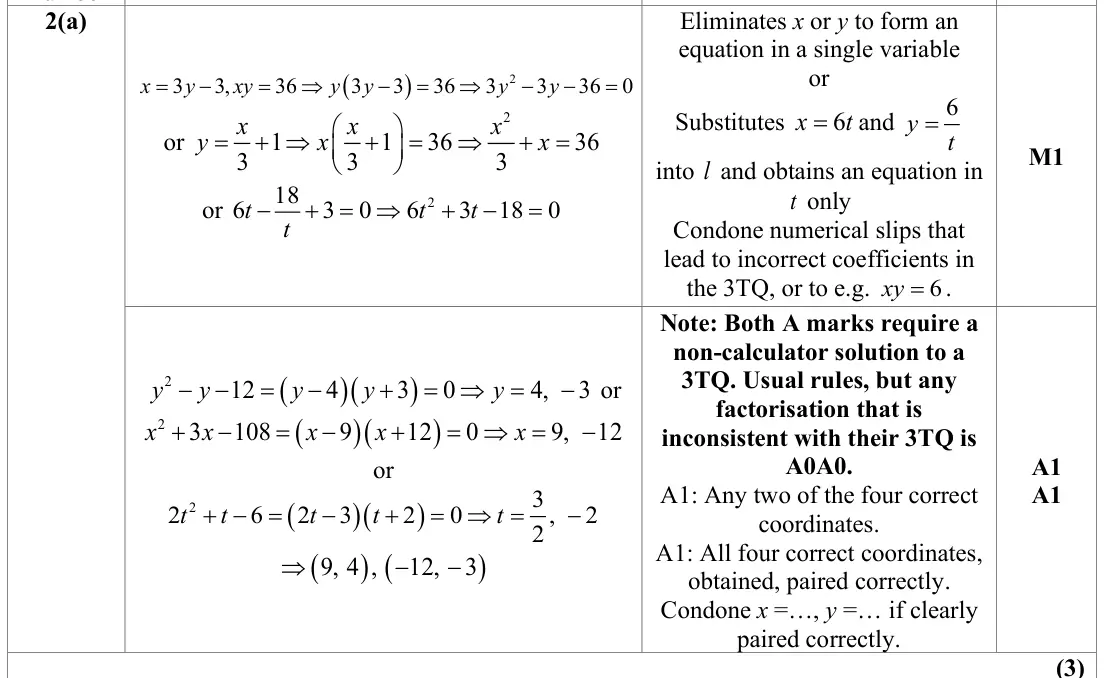 2(a)
x = 3y − 3, xy = 36 ⇒ y(3y − 3) = 36 ⇒ 3y² − 3y − 36 = 0
or y = x/3 + 1 ⇒ x(x/3 + 1) = 36 ⇒ x²/3 + x = 36
or 6t − 18/t + 3 = 0 ⇒ 6t² + 3t − 18 = 0
Eliminates x or y to form an
equation in a single variable
or
Substitutes x = 6t and y = 6/t
into l and obtains an equation in
t only
Condone numerical slips that
lead to incorrect coefficients in
the 3TQ, or to e.g. xy = 6.
M1
y² − y − 12 = (y − 4)(y + 3) = 0 ⇒ y = 4, − 3 or
x² + 3x − 108 = (x − 9)(x + 12) = 0 ⇒ x = 9, − 12
or
2t² + t − 6 = (2t − 3)(t + 2) = 0 ⇒ t = 3/2, − 2
⇒ (9, 4), (−12, − 3)
Note: Both A marks require a
non-calculator solution to a
3TQ. Usual rules, but any
factorisation that is
inconsistent with their 3TQ is
A0A0.
A1: Any two of the four correct
coordinates.
A1: All four correct coordinates,
obtained, paired correctly.
Condone x =…, y =… if clearly
paired correctly.
A1
A1
(3)